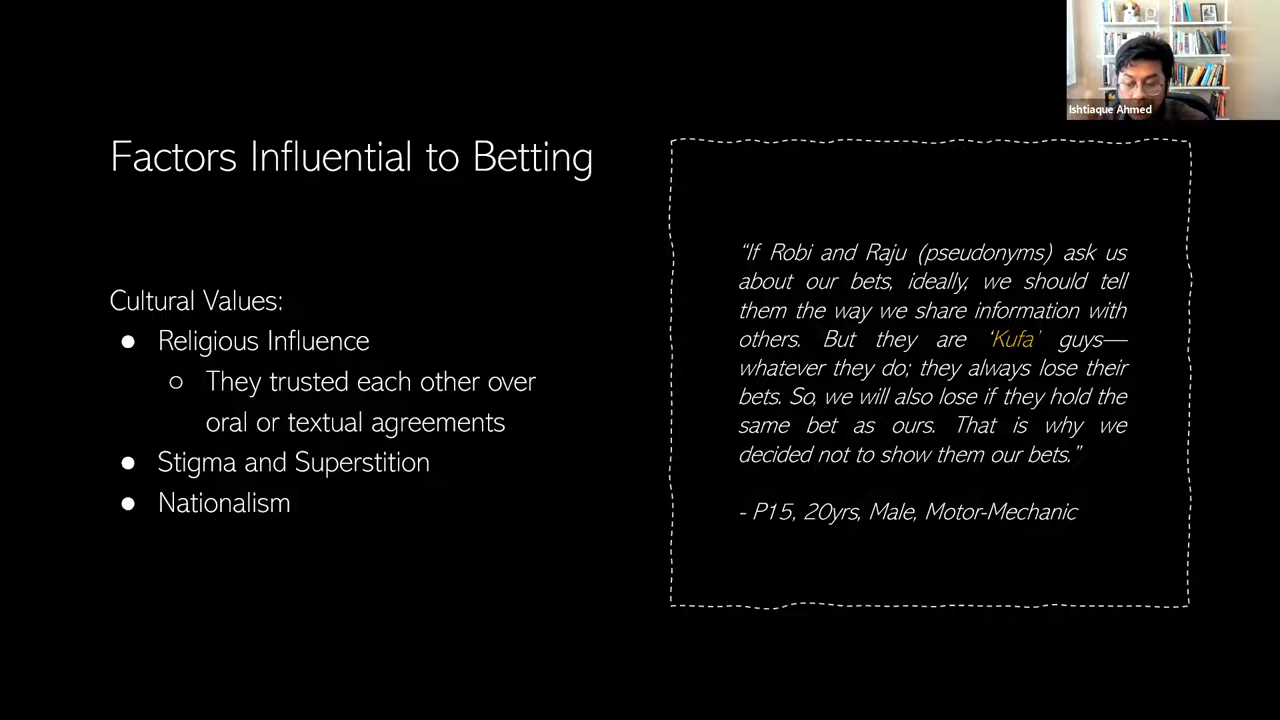 Ishtiaque Ahmed
Factors Influential to Betting
Cultural Values:
● Religious Influence
○ They trusted each other over
oral or textual agreements
● Stigma and Superstition
● Nationalism
“If Robi and Raju (pseudonyms) ask us
about our bets, ideally, we should tell
them the way we share information with
others. But they are ‘Kufa’ guys—
whatever they do; they always lose their
bets. So, we will also lose if they hold the
same bet as ours. That is why we
decided not to show them our bets.”
- P15, 20yrs, Male, Motor-Mechanic